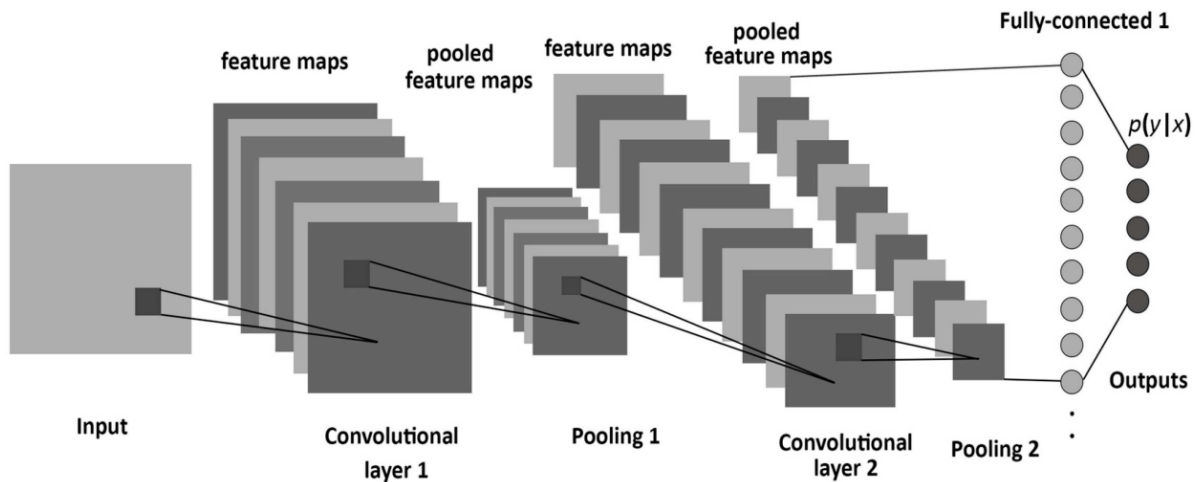 Fully-connected 1
pooled
feature maps
feature maps
pooled
feature maps
feature maps
p(y|x)
Outputs
Input
Convolutional
layer 1
Pooling 1
Convolutional
layer 2
Pooling 2